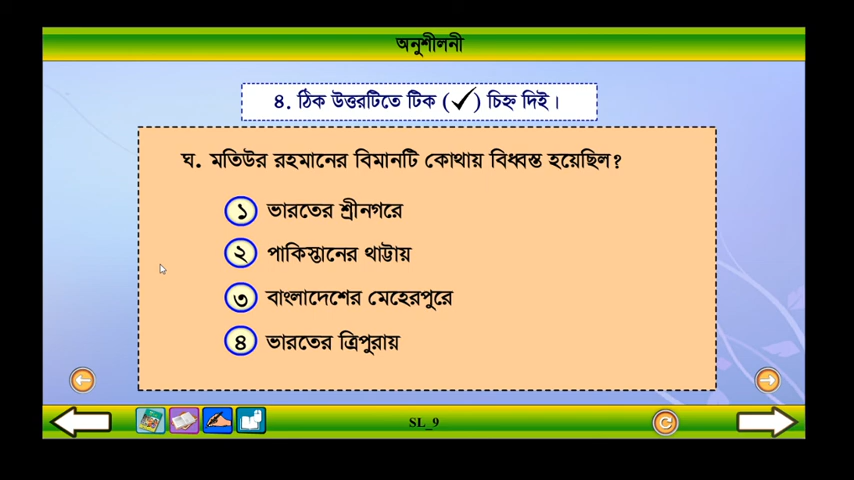 অনুশীলনী
৪. ঠিক উত্তরটিতে টিক (✓) চিহ্ন দিই।
ঘ. মতিউর রহমানের বিমানটি কোথায় বিধ্বস্ত হয়েছিল?
১ ভারতের শ্রীনগরে
২ পাকিস্তানের থাট্টায়
৩ বাংলাদেশের মেহেরপুরে
৪ ভারতের ত্রিপুরায়
SL_9